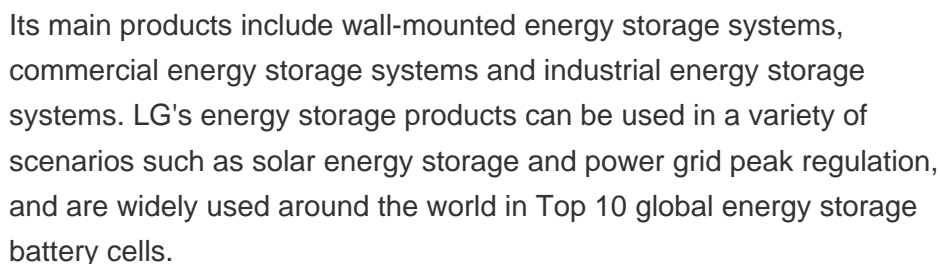 Its main products include wall-mounted energy storage systems,
commercial energy storage systems and industrial energy storage
systems. LG's energy storage products can be used in a variety of
scenarios such as solar energy storage and power grid peak regulation,
and are widely used around the world in Top 10 global energy storage
battery cells.